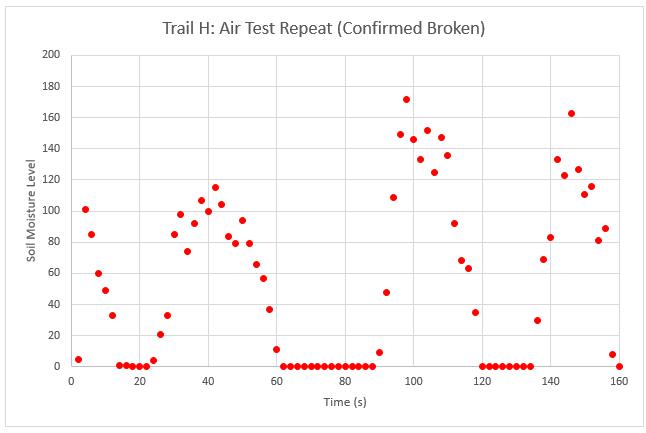 Trail H: Air Test Repeat (Confirmed Broken)
200
180
160
140
120
100
80
60
40
20
0
Soil Moisture Level
0 20 40 60 80 100 120 140 160
Time (s)